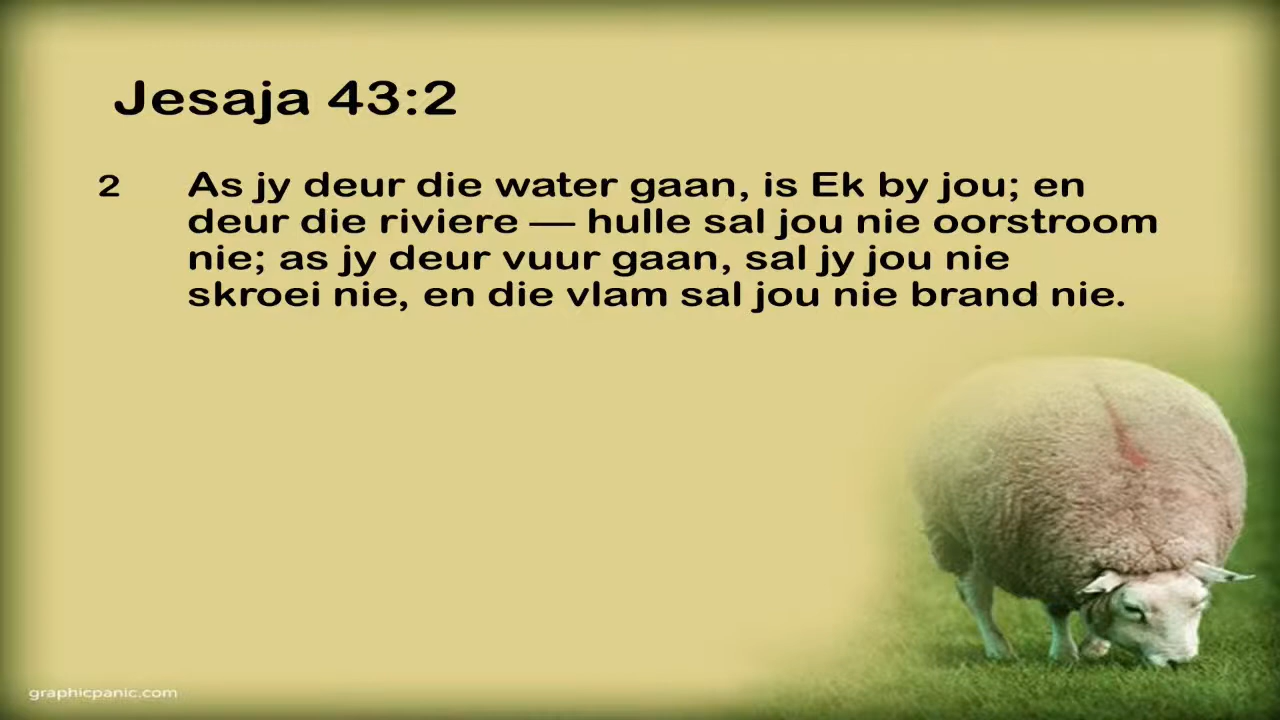 Jesaja 43:2
2 As jy deur die water gaan, is Ek by jou; en
deur die riviere — hulle sal jou nie oorstroom
nie; as jy deur vuur gaan, sal jy jou nie
skroei nie, en die vlam sal jou nie brand nie.
graphicpanic.com